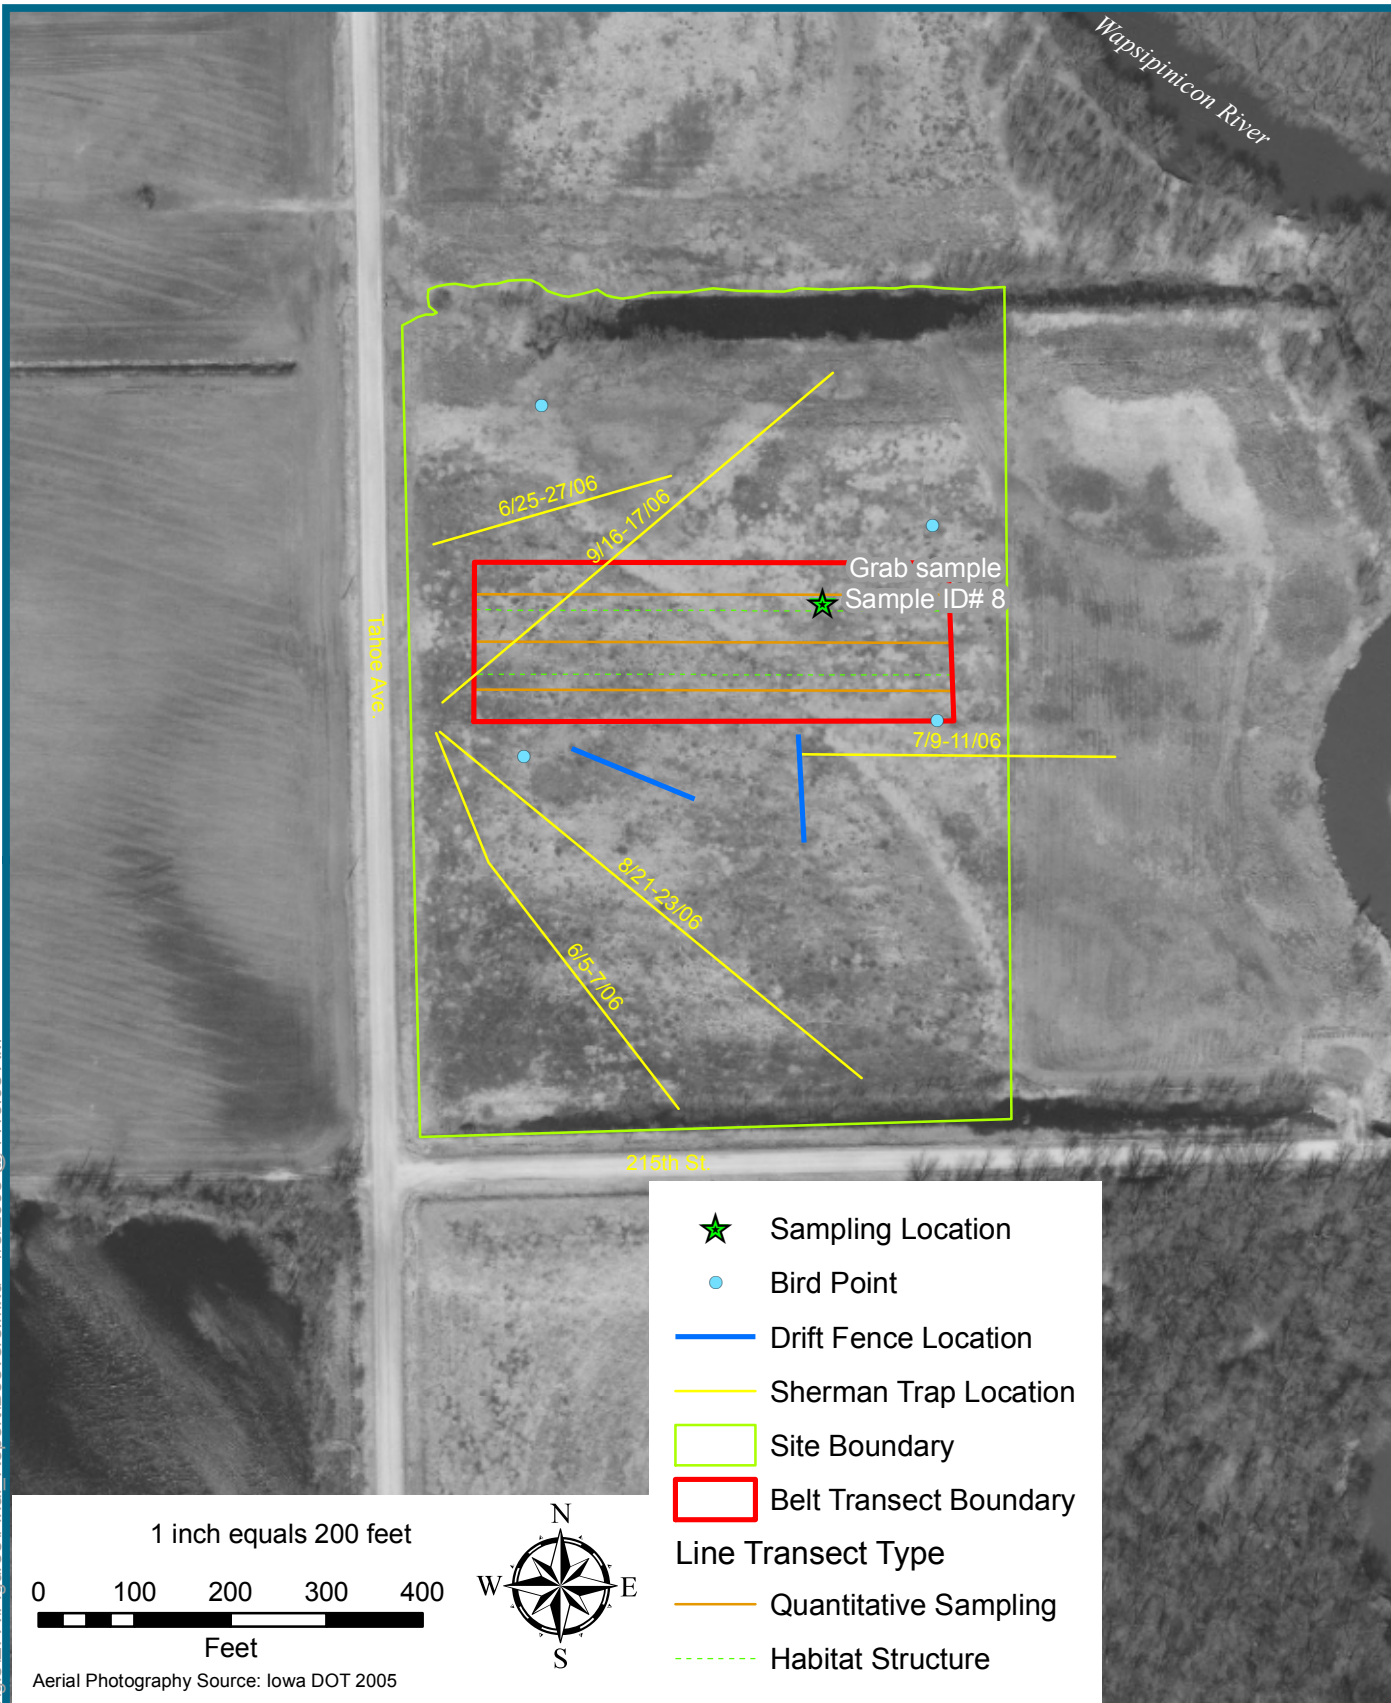 Wapsipinicon River
6/25-27/06
9/16-17/06
Grab sample
Sample ID# 8
Tahoe Ave.
7/9-11/06
8/21-23/06
6/5-7/06
215th St.
Sampling Location
Bird Point
Drift Fence Location
Sherman Trap Location
Site Boundary
Belt Transect Boundary
Line Transect Type
Quantitative Sampling
Habitat Structure
1 inch equals 200 feet
0 100 200 300 400
Feet
N
W E
S
Aerial Photography Source: Iowa DOT 2005